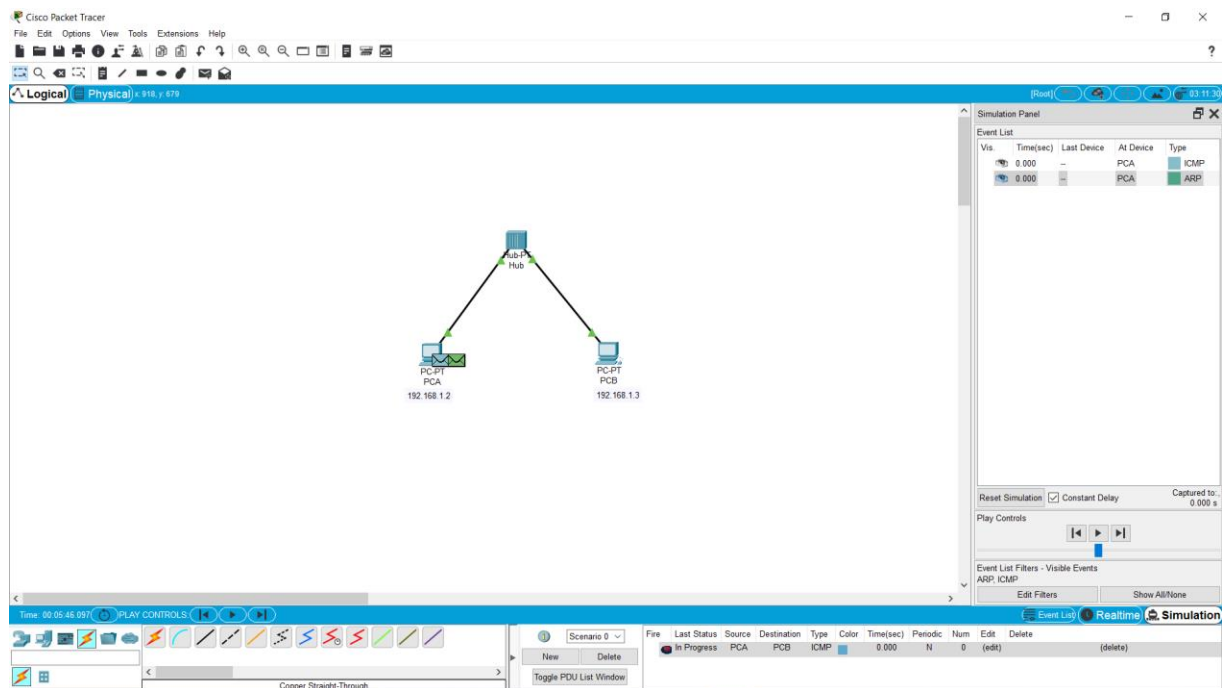 Cisco Packet Tracer
File Edit Options View Tools Extensions Help
?
Logical Physical x: 918, y: 679 [Root] 03:11:30
Simulation Panel
Event List
Vis. Time(sec) Last Device At Device Type
0.000 -- PCA ICMP
0.000 -- PCA ARP
Hub-PT
Hub
PC-PT
PCA
192.168.1.2
PC-PT
PCB
192.168.1.3
Reset Simulation Constant Delay Captured to:
0.000 s
Play Controls
Event List Filters - Visible Events
ARP, ICMP
Edit Filters Show All/None
Time: 00:05:46.097 PLAY CONTROLS: Event List Realtime Simulation
Scenario 0
New Delete
Toggle PDU List Window
Fire Last Status Source Destination Type Color Time(sec) Periodic Num Edit Delete
In Progress PCA PCB ICMP 0.000 N 0 (edit) (delete)
Copper Straight-Through